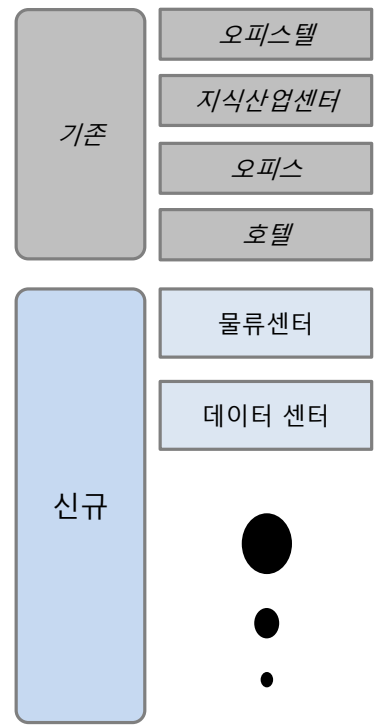 기존
오피스텔
지식산업센터
오피스
호텔
신규
물류센터
데이터 센터